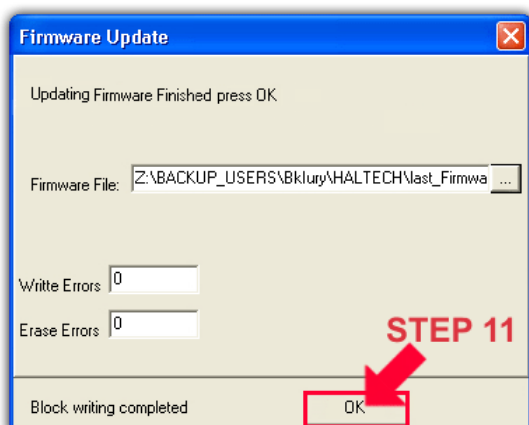 Firmware Update
Updating Firmware Finished press OK
Firmware File: Z:\BACKUP_USERS\Bklury\HALTECH\last_Firmwa ...
Writte Errors 0
Erase Errors 0
STEP 11
Block writing completed OK